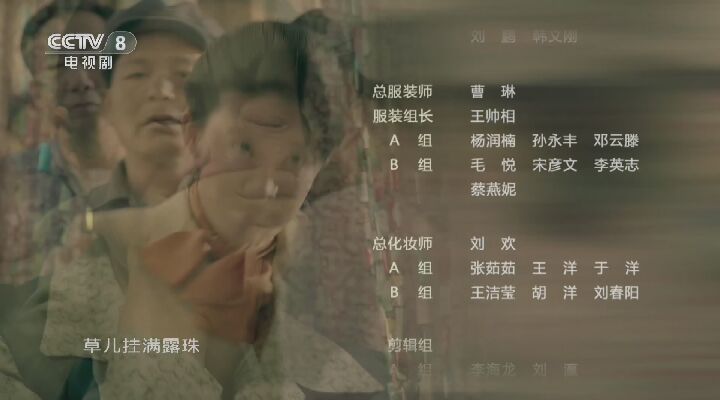 CCTV 8
电视剧
韩文刚
总服装师 曹 琳
服装组长 王帅相
A 组 杨润楠 孙永丰 邓云滕
B 组 毛 悦 宋彦文 李英志
蔡燕妮
总化妆师 刘 欢
A 组 张茹茹 王 洋 于 洋
B 组 王洁莹 胡 洋 刘春阳
草儿挂满露珠
剪辑组
A 组 李海龙 刘